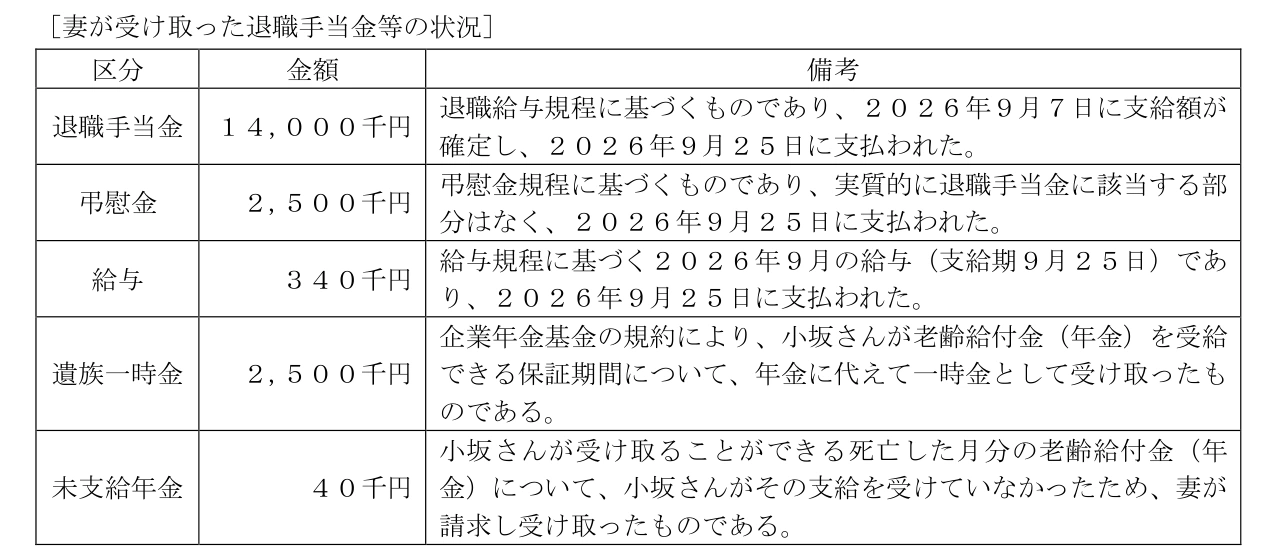 ［妻が受け取った退職手当金等の状況］
区分 金額 備考
退職手当金 １４,０００千円 退職給与規程に基づくものであり、２０２６年９月７日に支給額が
確定し、２０２６年９月２５日に支払われた。
弔慰金 ２,５００千円 弔慰金規程に基づくものであり、実質的に退職手当金に該当する部
分はなく、２０２６年９月２５日に支払われた。
給与 ３４０千円 給与規程に基づく２０２６年９月の給与（支給期９月２５日）であ
り、２０２６年９月２５日に支払われた。
遺族一時金 ２,５００千円 企業年金基金の規約により、小坂さんが老齢給付金（年金）を受給
できる保証期間について、年金に代えて一時金として受け取ったも
のである。
未支給年金 ４０千円 小坂さんが受け取ることができる死亡した月分の老齢給付金（年
金）について、小坂さんがその支給を受けていなかったため、妻が
請求し受け取ったものである。